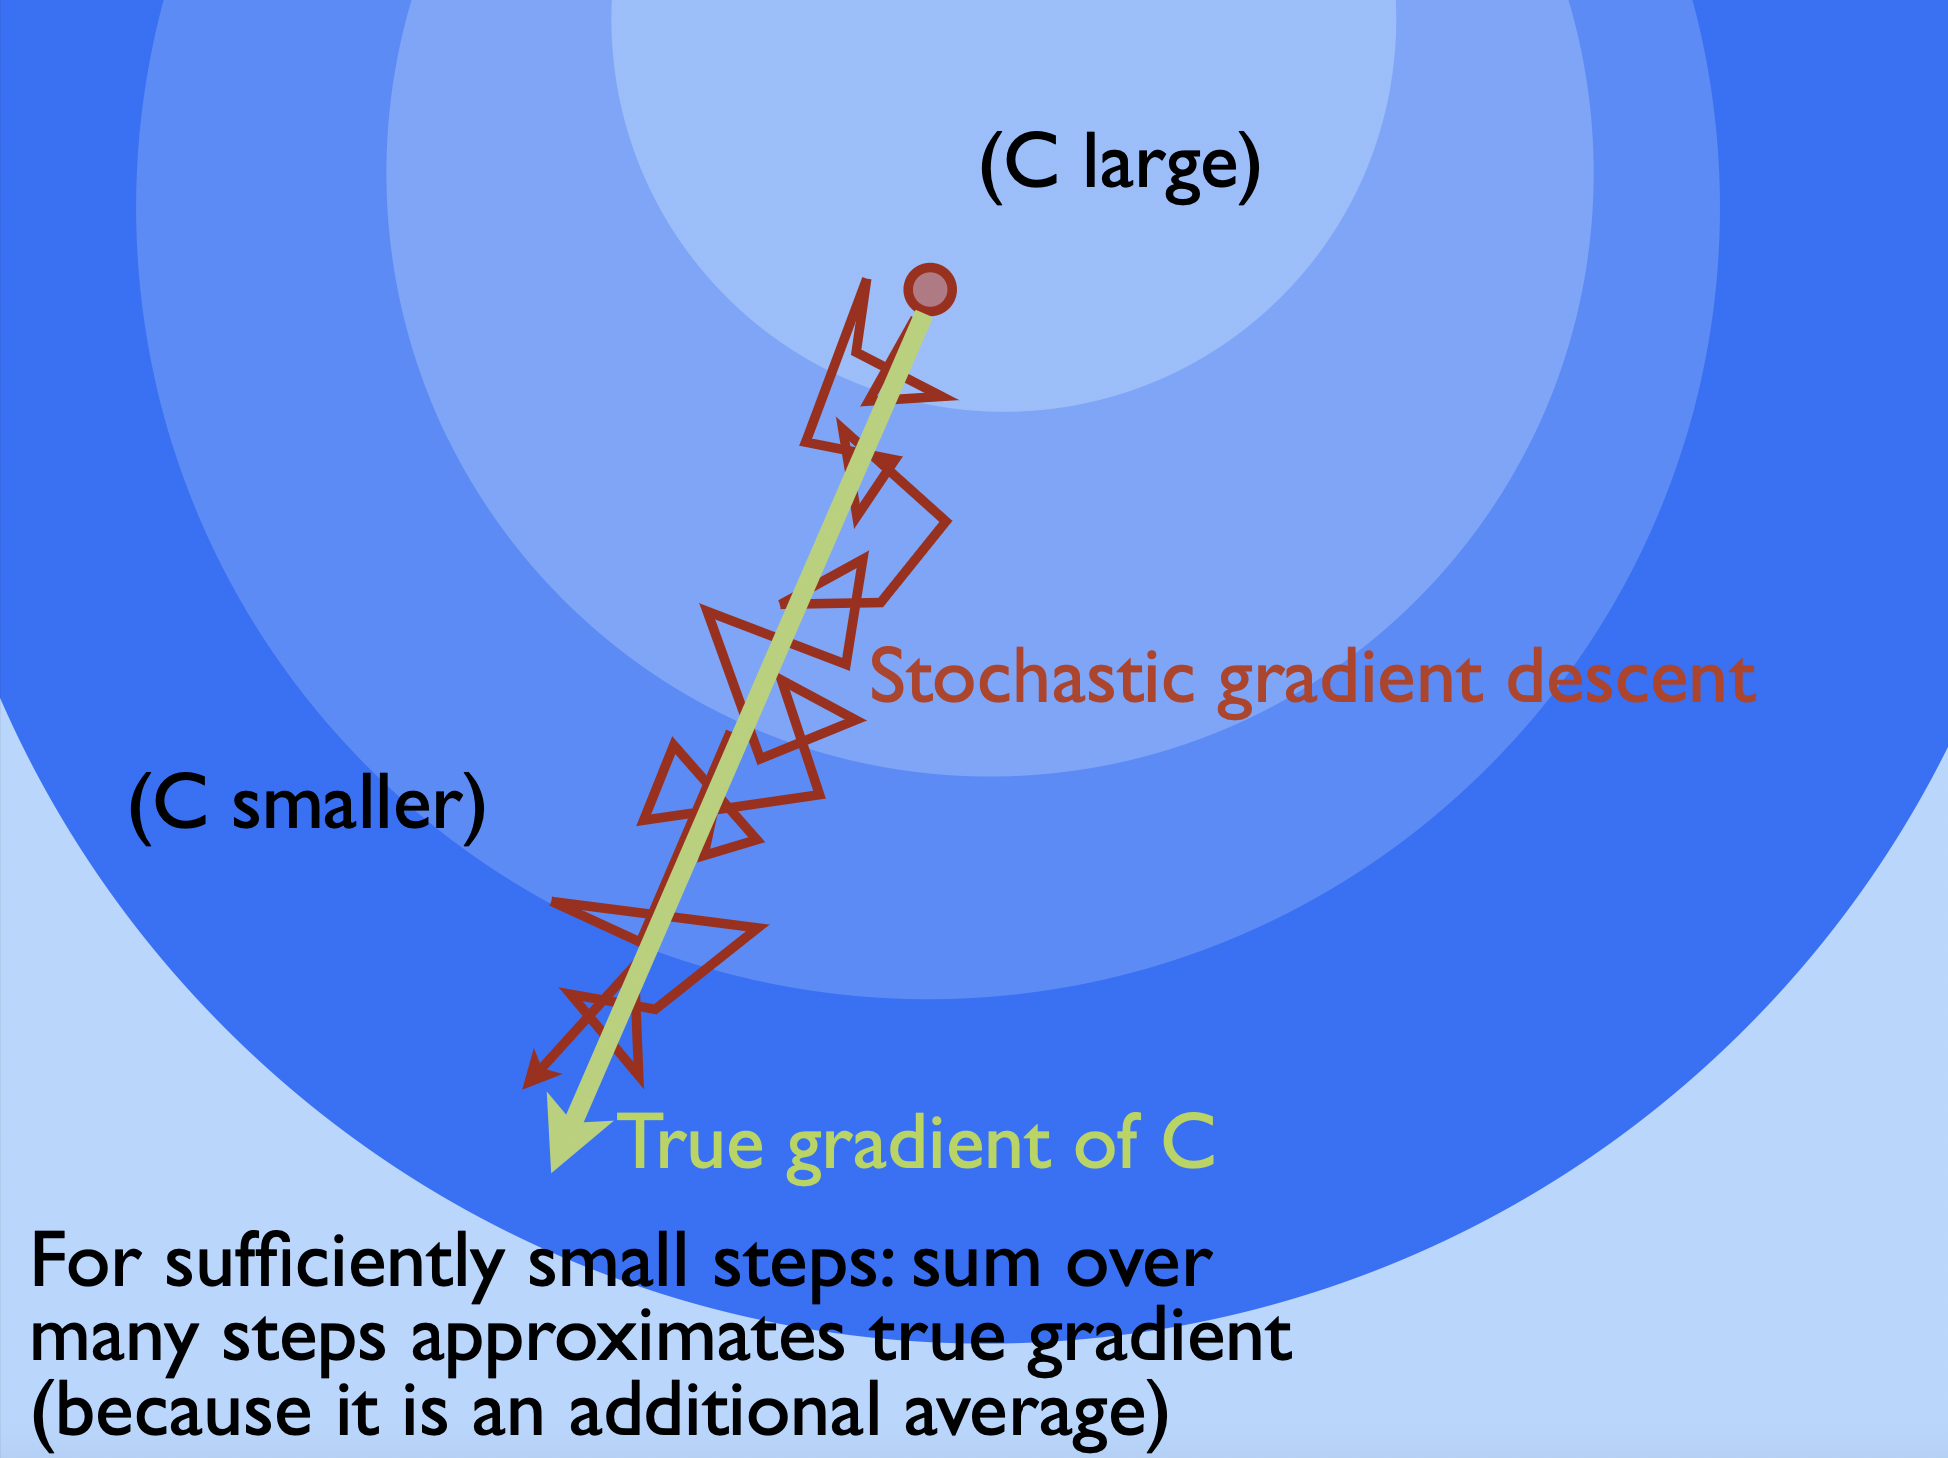 (C large)
Stochastic gradient descent
(C smaller)
True gradient of C
For sufficiently small steps: sum over
many steps approximates true gradient
(because it is an additional average)